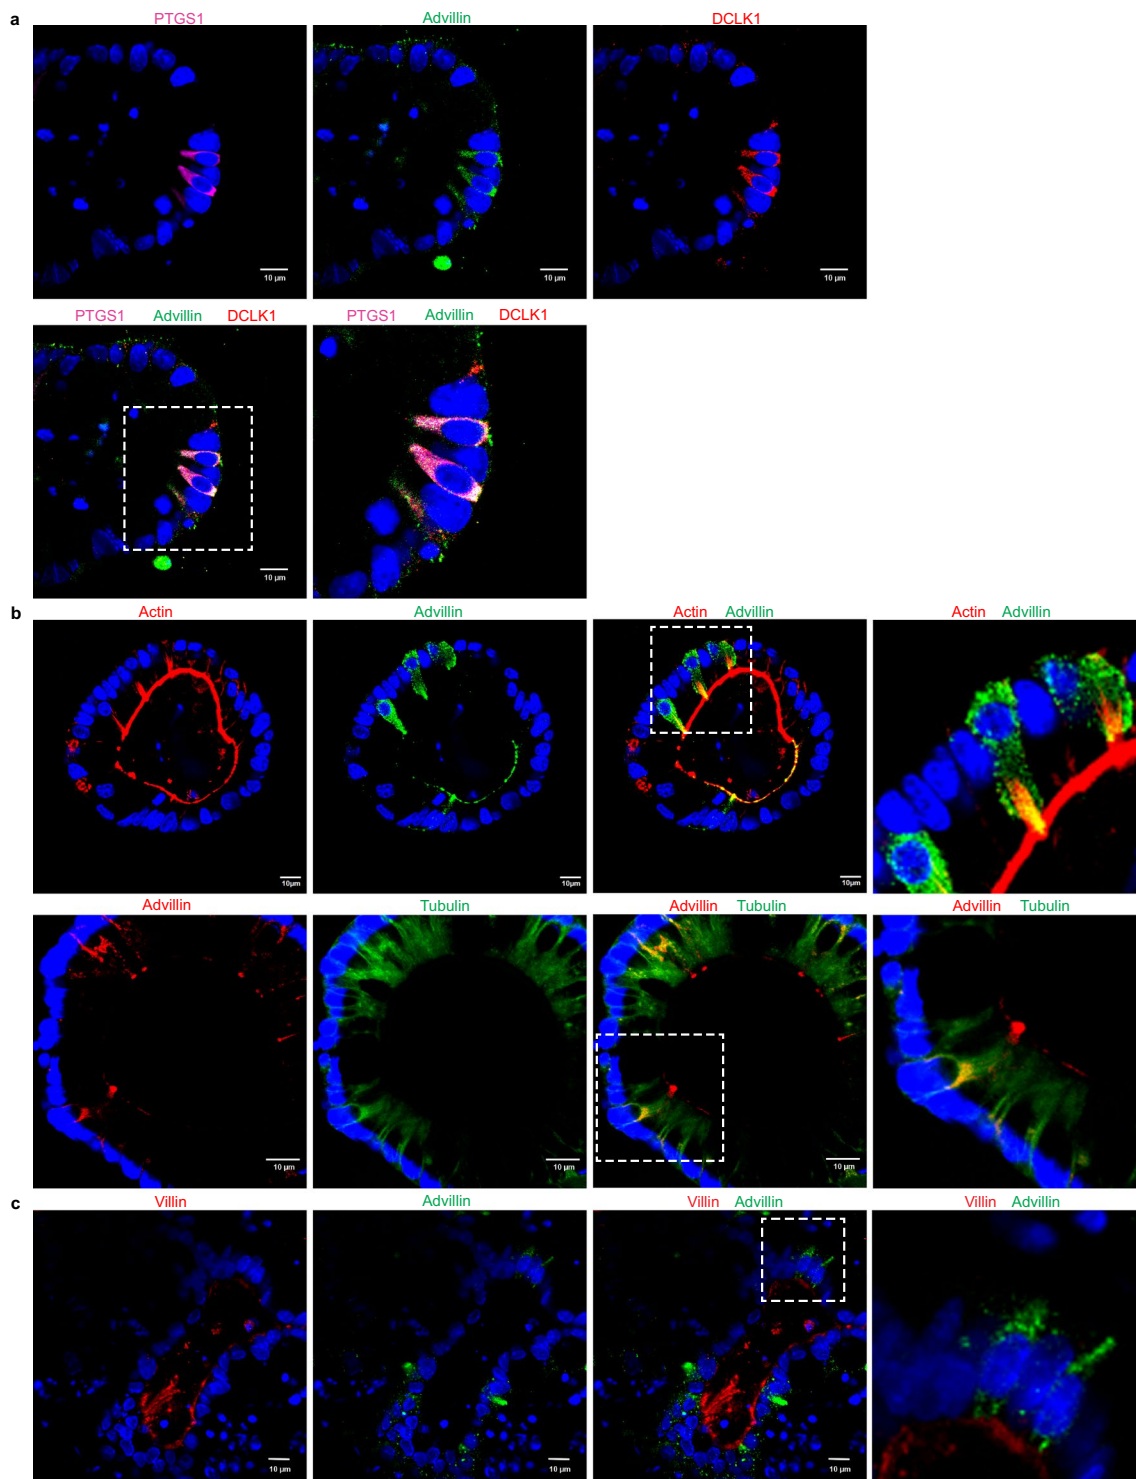 a
PTGS1 Advillin DCLK1
10 µm 10 µm 10 µm
PTGS1 Advillin DCLK1 PTGS1 Advillin DCLK1
10 µm
b
Actin Advillin Actin Advillin Actin Advillin
10µm 10µm 10µm
Advillin Tubulin Advillin Tubulin Advillin Tubulin
10 µm 10 µm 10 µm
c
Villin Advillin Villin Advillin Villin Advillin
10 µm 10 µm 10 µm